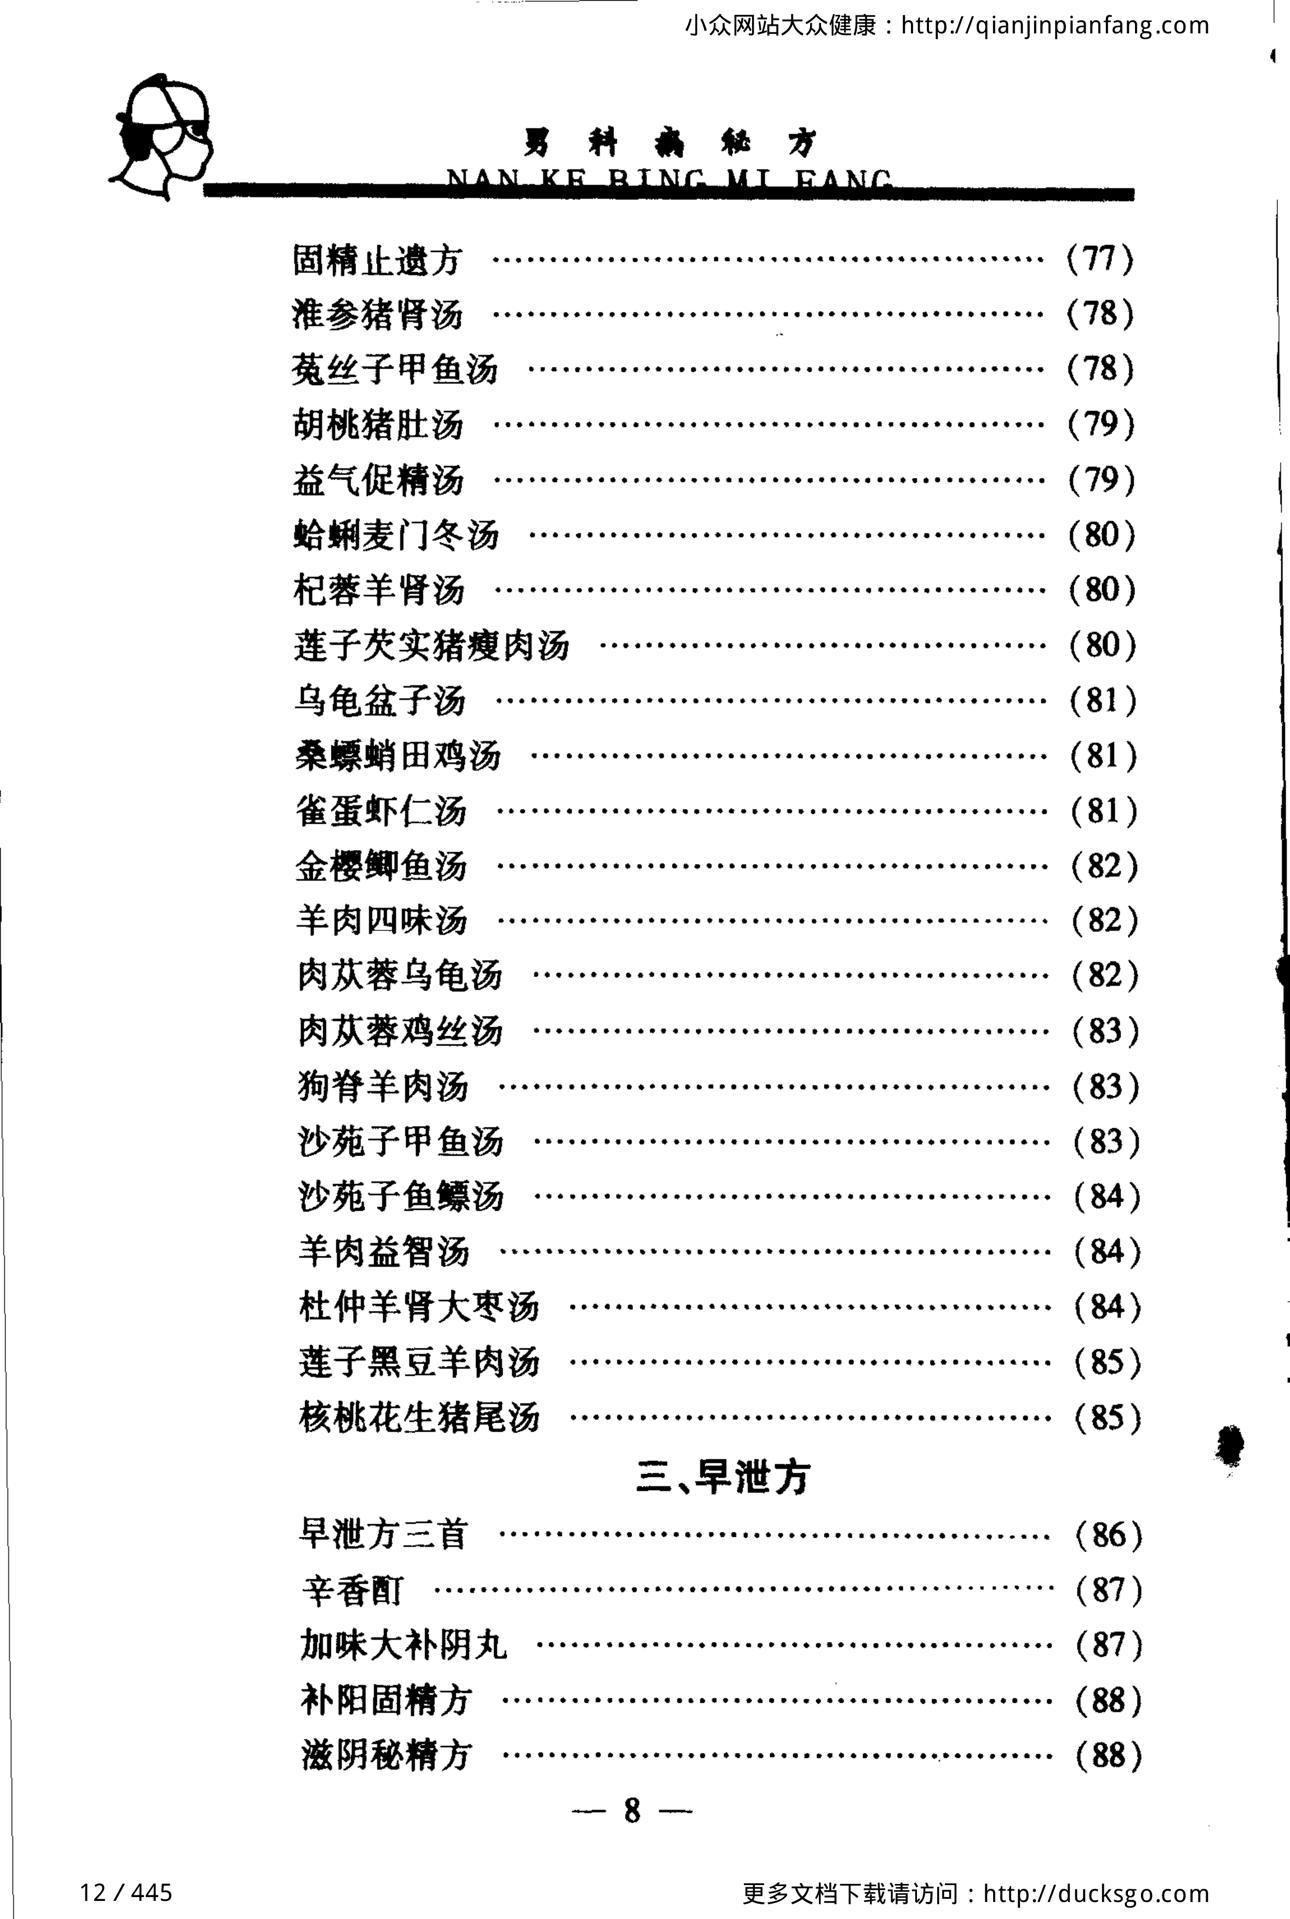 小众网站大众健康：http://qianjinpianfang.com
男科病秘方
NAN KE BING MI FANG
固精止遗方 ……………………………………………… (77)
淮参猪肾汤 ……………………………………………… (78)
菟丝子甲鱼汤 …………………………………………… (78)
胡桃猪肚汤 ……………………………………………… (79)
益气促精汤 ……………………………………………… (79)
蛤蜊麦门冬汤 …………………………………………… (80)
杞蓉羊肾汤 ……………………………………………… (80)
莲子芡实猪瘦肉汤 ……………………………………… (80)
乌龟盆子汤 ……………………………………………… (81)
桑螵蛸田鸡汤 …………………………………………… (81)
雀蛋虾仁汤 ……………………………………………… (81)
金樱鲫鱼汤 ……………………………………………… (82)
羊肉四味汤 ……………………………………………… (82)
肉苁蓉乌龟汤 …………………………………………… (82)
肉苁蓉鸡丝汤 …………………………………………… (83)
狗脊羊肉汤 ……………………………………………… (83)
沙苑子甲鱼汤 …………………………………………… (83)
沙苑子鱼鳔汤 …………………………………………… (84)
羊肉益智汤 ……………………………………………… (84)
杜仲羊肾大枣汤 ………………………………………… (84)
莲子黑豆羊肉汤 ………………………………………… (85)
核桃花生猪尾汤 ………………………………………… (85)
三、早泄方
早泄方三首 ……………………………………………… (86)
辛香酊 …………………………………………………… (87)
加味大补阴丸 …………………………………………… (87)
补阳固精方 ……………………………………………… (88)
滋阴秘精方 ……………………………………………… (88)
— 8 —
12 / 445
更多文档下载请访问：http://ducksgo.com